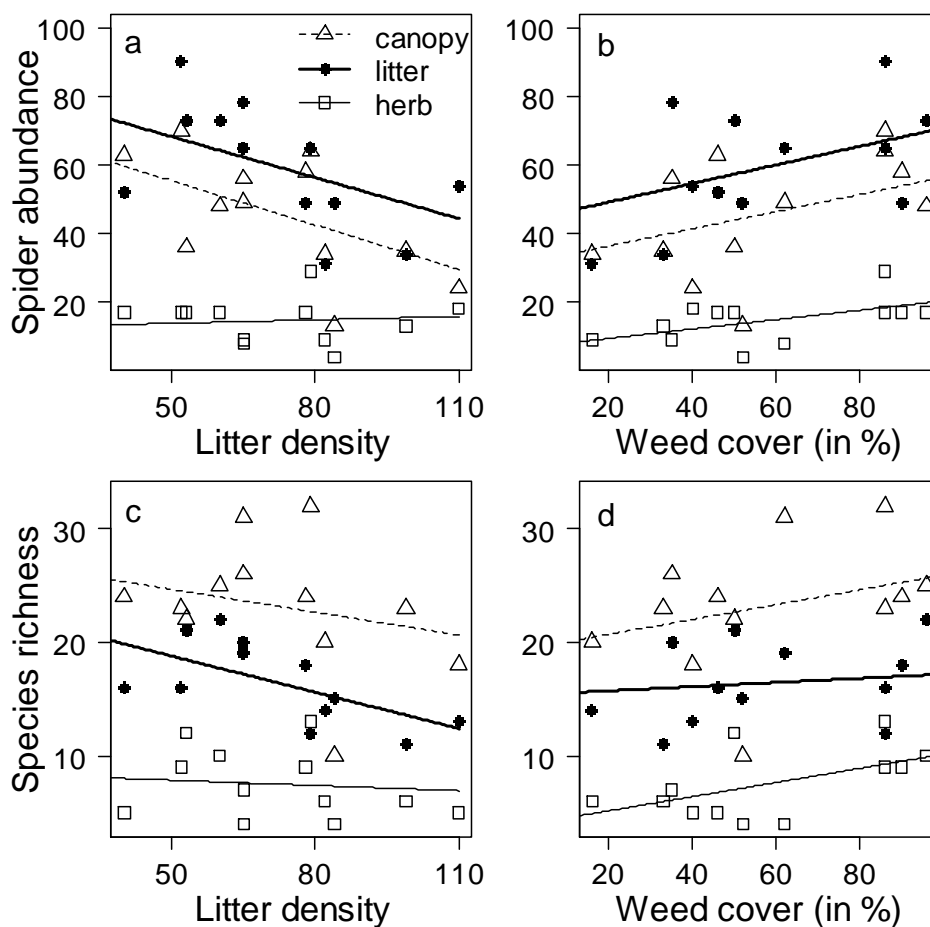 Spider abundance
100
80
60
40
20
a
canopy
litter
herb
50
80
110
Litter density
100
80
60
40
20
b
20
40
60
80
Weed cover (in %)
Species richness
30
20
10
c
50
80
110
Litter density
30
20
10
d
20
40
60
80
Weed cover (in %)